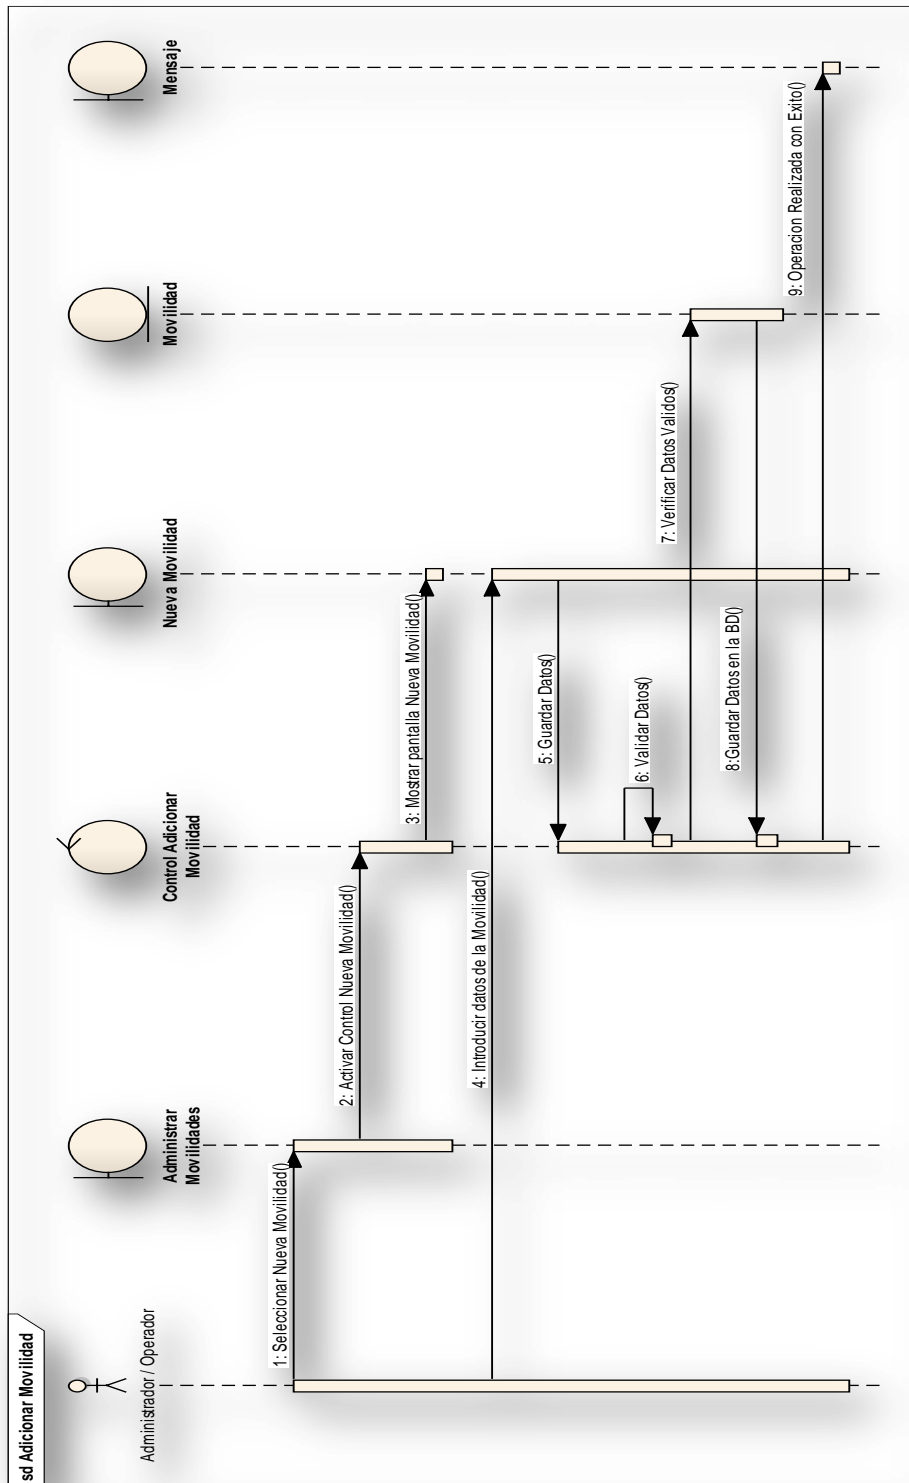 sd Adicionar Movilidad
Administrador / Operador
Administrar
Movilidades
Control Adicionar
Movilidad
Nueva Movilidad
Movilidad
Mensaje
1: Seleccionar Nueva Movilidad()
2: Activar Control Nueva Movilidad()
3: Mostrar pantalla Nueva Movilidad()
4: Introducir datos de la Movilidad()
5: Guardar Datos()
6: Validar Datos()
7: Verificar Datos Validos()
8:Guardar Datos en la BD()
9: Operacion Realizada con Exito()